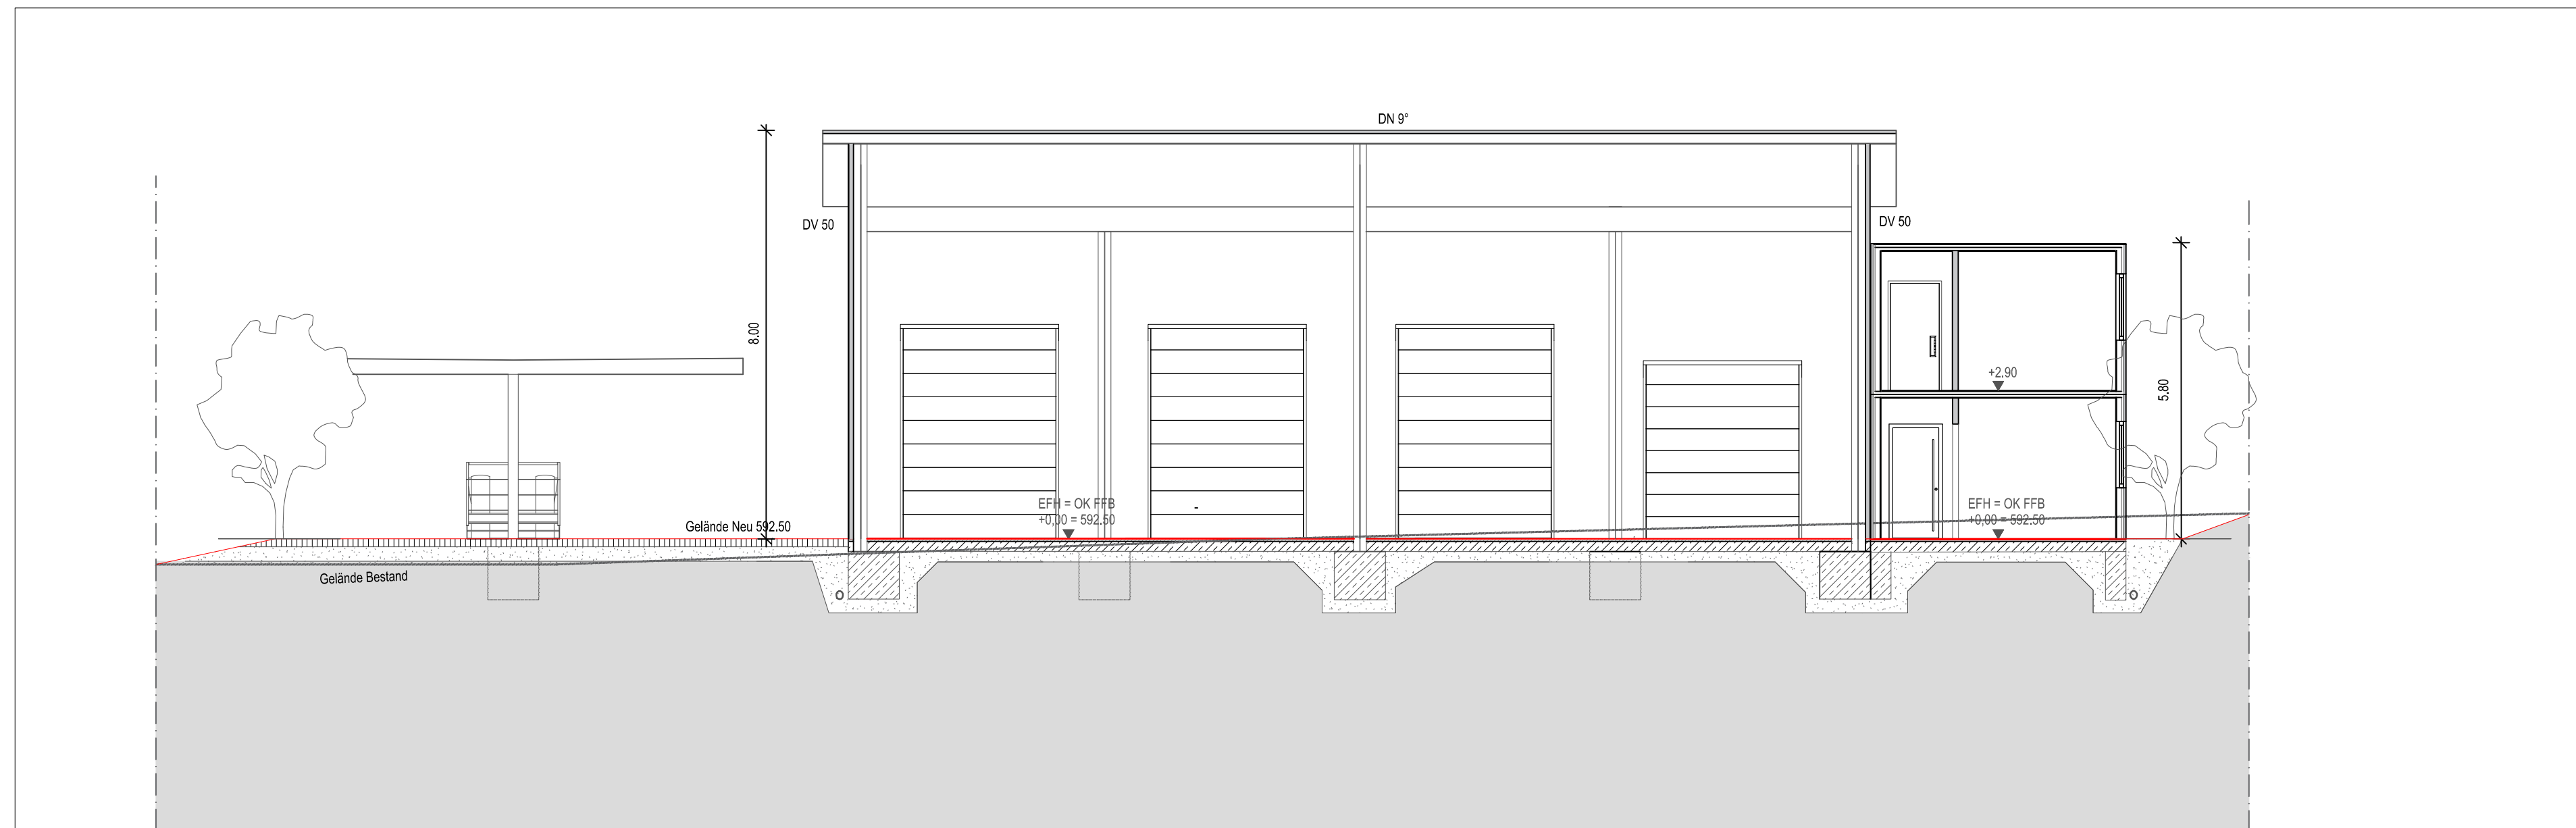 DN 9°
DV 50
DV 50
8.00
+2.90
5.80
EFH = OK FFB
+0,00 = 592.50
EFH = OK FFB
+0,00 = 592.50
Gelände Neu 592.50
Gelände Bestand